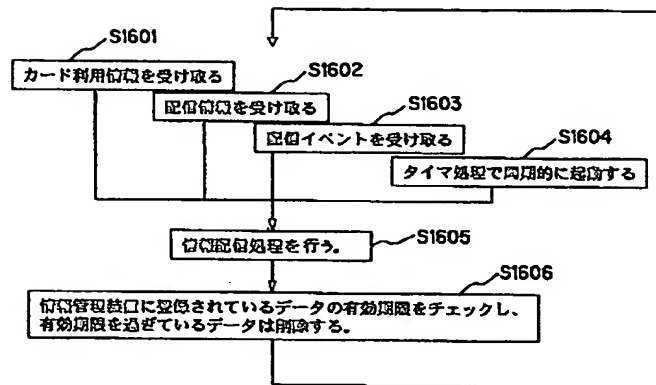 S1601
カード利用情報を受け取る
S1602
配信情報を受け取る
S1603
配信イベントを受け取る
S1604
タイマ処理で周期的に起動する
情報配信処理を行う。
S1605
S1606
情報管理装置に登録されているデータの有効期限をチェックし、
有効期限を過ぎているデータは削除する。